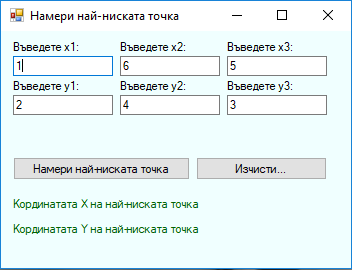 Намери най-ниската точка
Въведете x1: Въведете x2: Въведете x3:
1 6 5
Въведете y1: Въведете y2: Въведете y3:
2 4 3
Намери най-ниската точка Изчисти...
Кординатата X на най-ниската точка
Кординатата Y на най-ниската точка